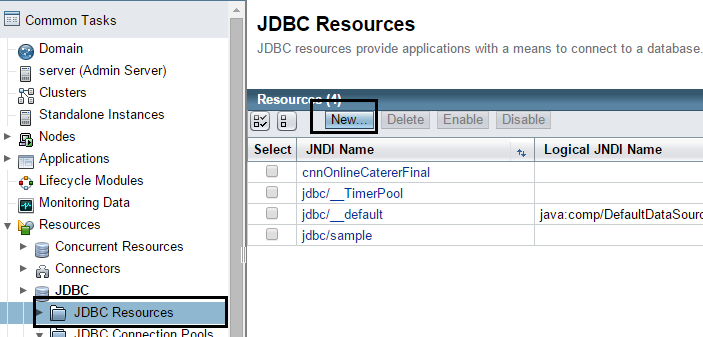 Common Tasks
Domain
server (Admin Server)
Clusters
Standalone Instances
Nodes
Applications
Lifecycle Modules
Monitoring Data
Resources
Concurrent Resources
Connectors
JDBC
JDBC Resources
JDBC Connection Pools
JDBC Resources
JDBC resources provide applications with a means to connect to a database.
Resources (4)
New... Delete Enable Disable
Select JNDI Name Logical JNDI Name
cnnOnlineCatererFinal
jdbc/__TimerPool
jdbc/__default java:comp/DefaultDataSourc
jdbc/sample